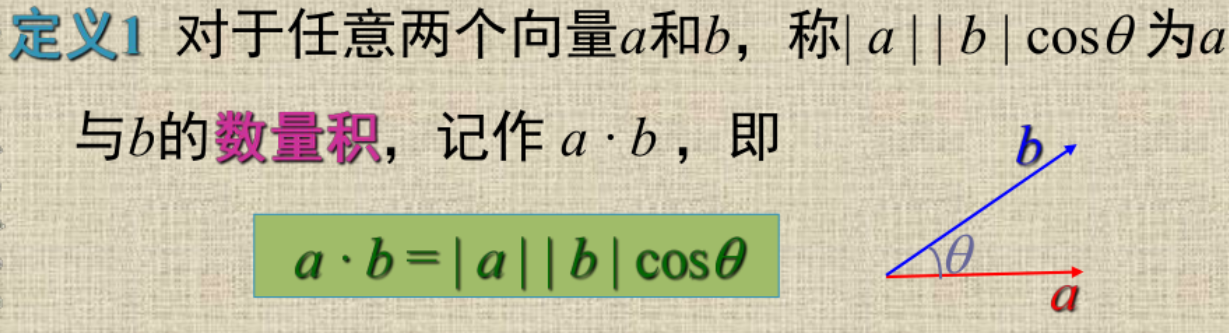 定义1 对于任意两个向量a和b，称| a | | b | cosθ 为a
与b的数量积，记作 a · b ，即
a · b = | a | | b | cosθ
b
θ
a